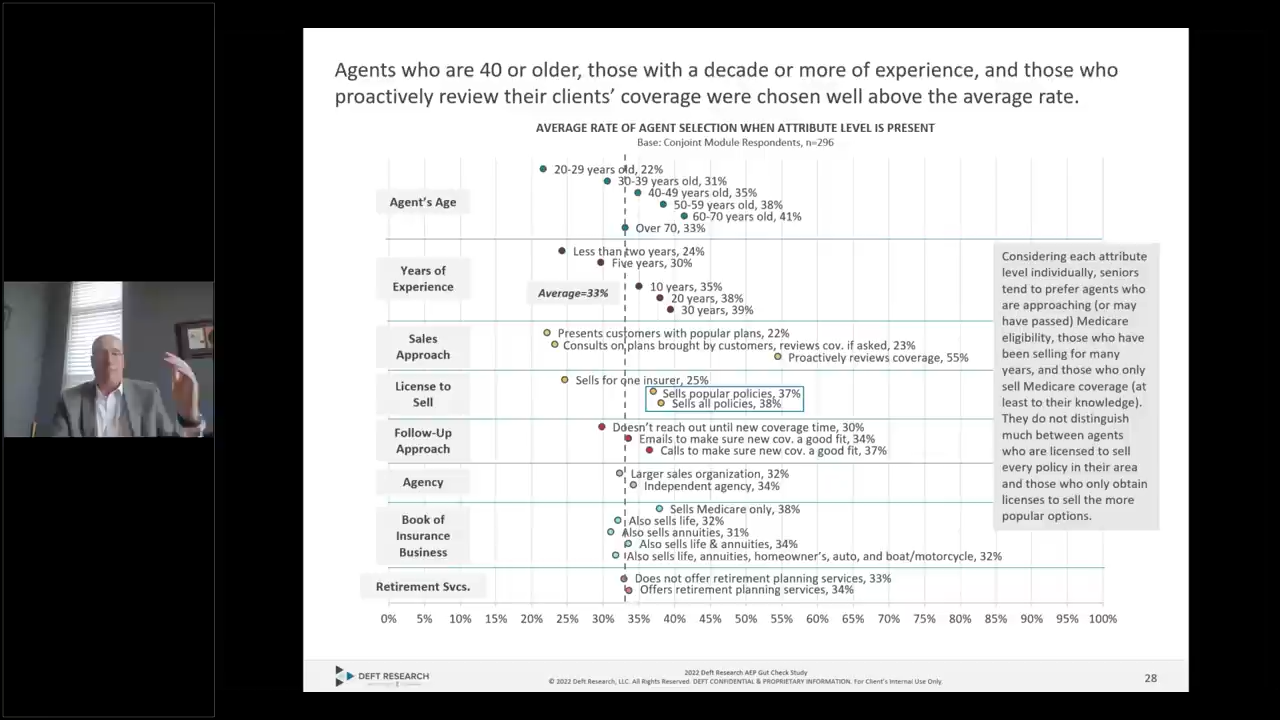 Agents who are 40 or older, those with a decade or more of experience, and those who
proactively review their clients’ coverage were chosen well above the average rate.
AVERAGE RATE OF AGENT SELECTION WHEN ATTRIBUTE LEVEL IS PRESENT
Base: Conjoint Module Respondents, n=296
Agent’s Age
20-29 years old, 22%
30-39 years old, 31%
40-49 years old, 35%
50-59 years old, 38%
60-70 years old, 41%
Over 70, 33%
Years of
Experience
Less than two years, 24%
Five years, 30%
Average=33%
10 years, 35%
20 years, 38%
30 years, 39%
Sales
Approach
Presents customers with popular plans, 22%
Consults on plans brought by customers, reviews cov. if asked, 23%
Proactively reviews coverage, 55%
License to
Sell
Sells for one insurer, 25%
Sells popular policies, 37%
Sells all policies, 38%
Follow-Up
Approach
Doesn’t reach out until new coverage time, 30%
Emails to make sure new cov. a good fit, 34%
Calls to make sure new cov. a good fit, 37%
Agency
Larger sales organization, 32%
Independent agency, 34%
Book of
Insurance
Business
Sells Medicare only, 38%
Also sells life, 32%
Also sells annuities, 31%
Also sells life & annuities, 34%
Also sells life, annuities, homeowner’s, auto, and boat/motorcycle, 32%
Retirement Svcs.
Does not offer retirement planning services, 33%
Offers retirement planning services, 34%
0% 5% 10% 15% 20% 25% 30% 35% 40% 45% 50% 55% 60% 65% 70% 75% 80% 85% 90% 95% 100%
Considering each attribute
level individually, seniors
tend to prefer agents who
are approaching (or may
have passed) Medicare
eligibility, those who have
been selling for many
years, and those who only
sell Medicare coverage (at
least to their knowledge).
They do not distinguish
much between agents
who are licensed to sell
every policy in their area
and those who only obtain
licenses to sell the more
popular options.
DEFT RESEARCH
2022 Deft Research AEP Gut Check Study
© 2022 Deft Research, LLC. All Rights Reserved. DEFT CONFIDENTIAL & PROPRIETARY INFORMATION. For Client's Internal Use Only.
28